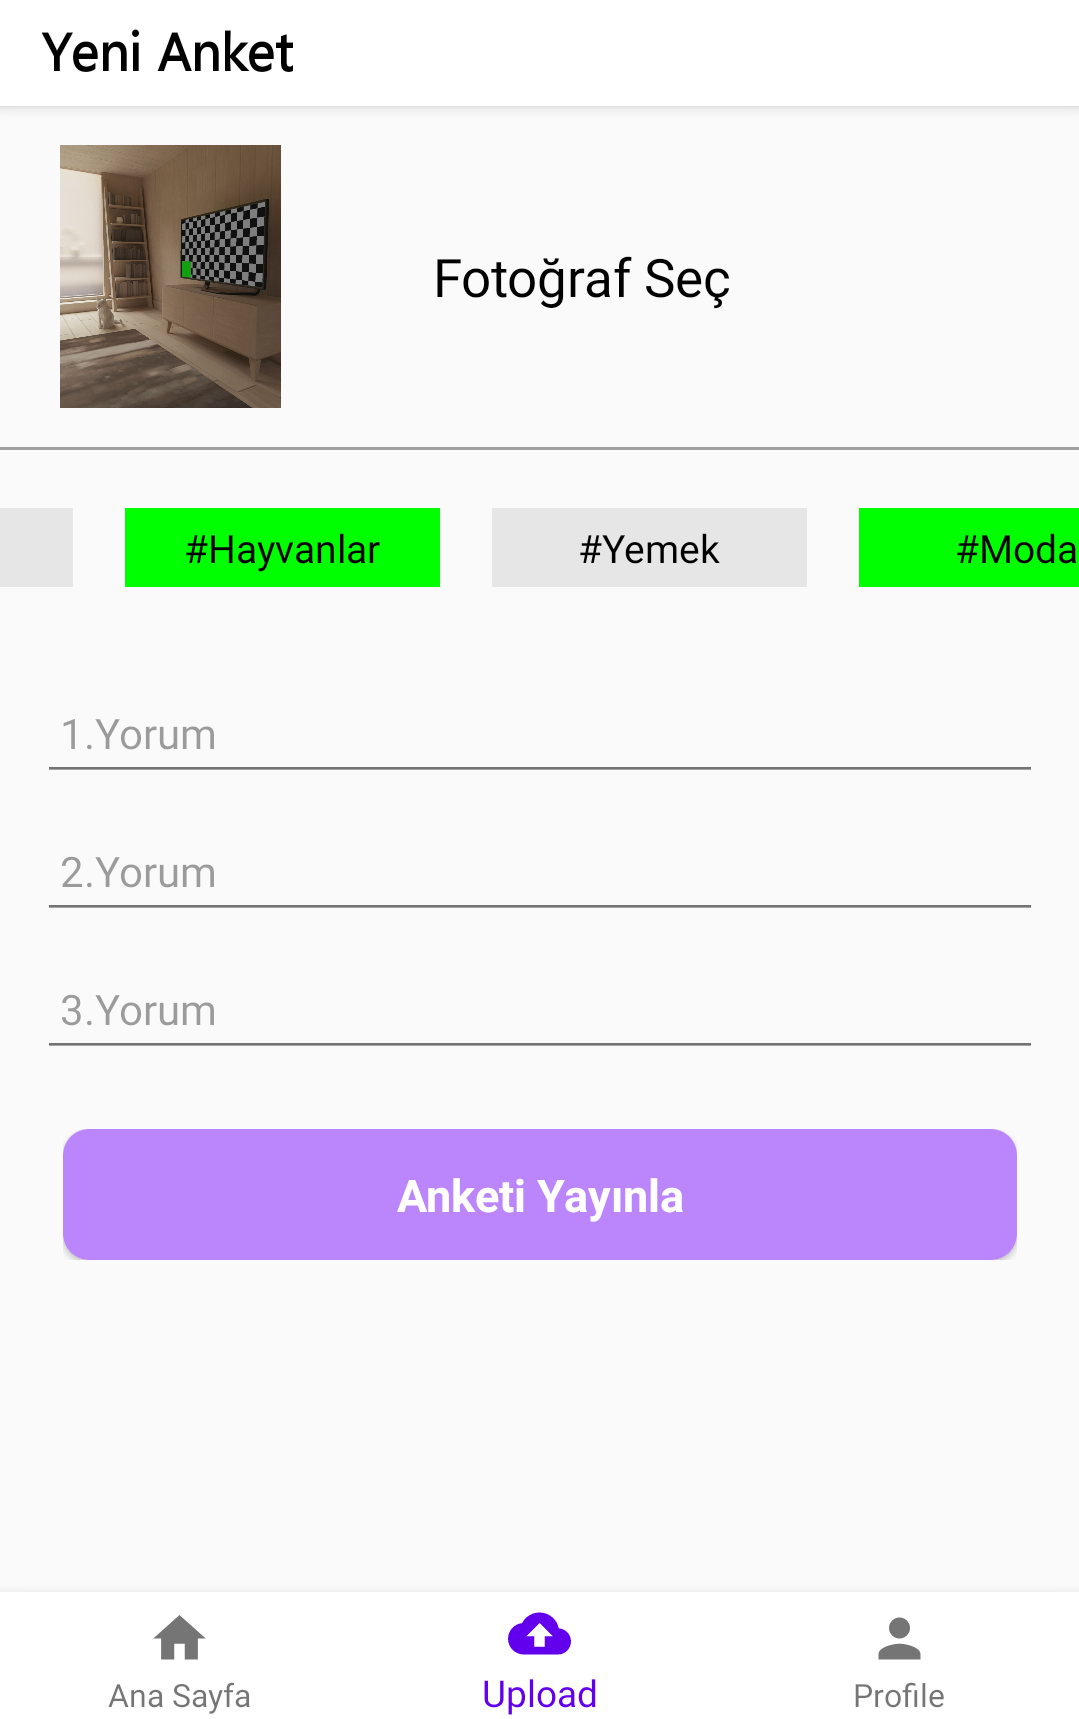 Yeni Anket
Fotoğraf Seç
#Hayvanlar
#Yemek
#Moda
1.Yorum
2.Yorum
3.Yorum
Anketi Yayınla
Ana Sayfa
Upload
Profile